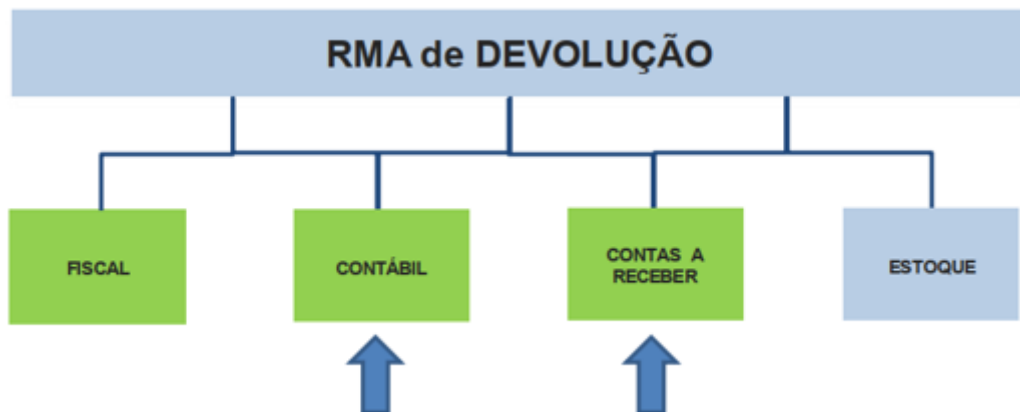 RMA de DEVOLUÇÃO
FISCAL
CONTÁBIL
CONTAS A
RECEBER
ESTOQUE